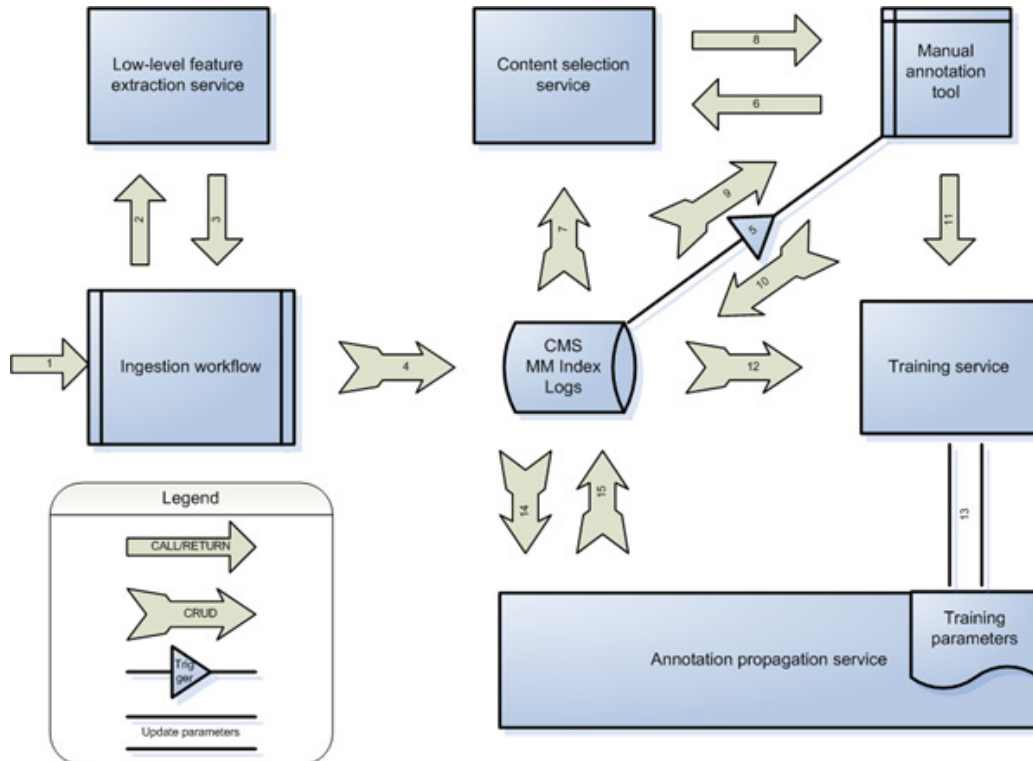 Low-level feature
extraction service
Content selection
service
8
6
Manual
annotation
tool
2
3
7
9
5
10
11
1
Ingestion workflow
4
CMS
MM Index
Logs
12
Training service
Legend
CALL/RETURN
CRUD
Trig
ger
Update parameters
14
15
13
Annotation propagation service
Training
parameters